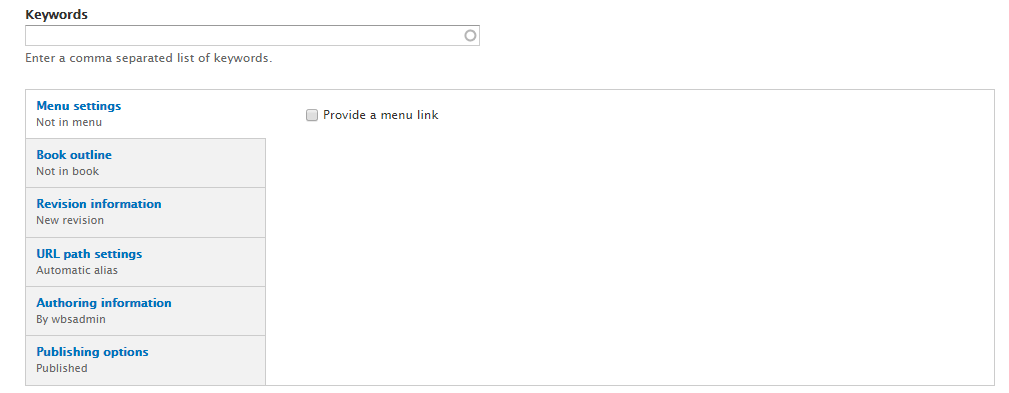 Keywords
Enter a comma separated list of keywords.
Menu settings
Not in menu
Provide a menu link
Book outline
Not in book
Revision information
New revision
URL path settings
Automatic alias
Authoring information
By wbsadmin
Publishing options
Published